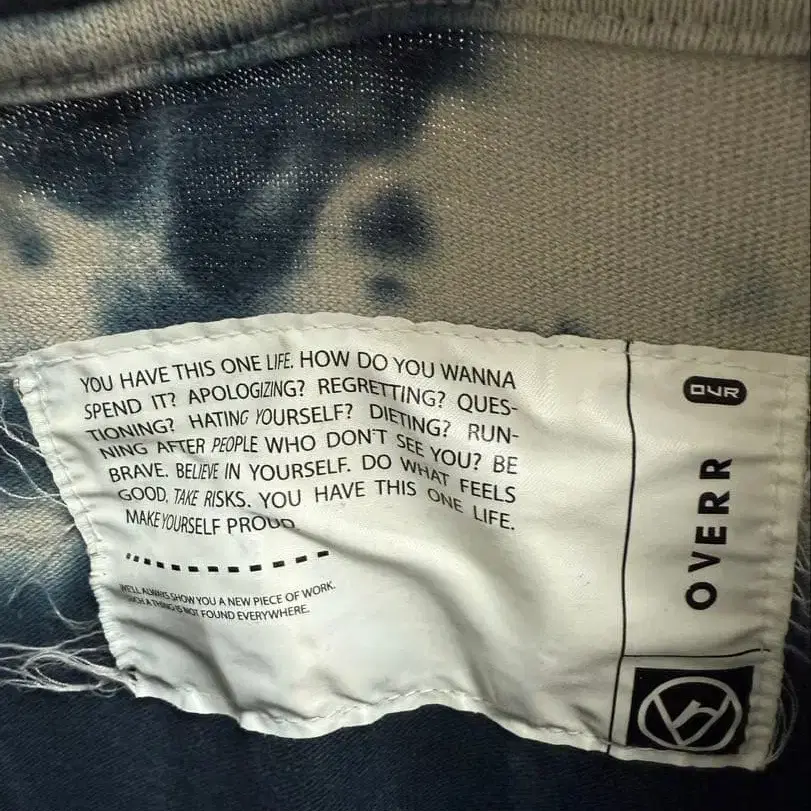 YOU HAVE THIS ONE LIFE. HOW DO YOU WANNA
SPEND IT? APOLOGIZING? REGRETTING? QUES-
TIONING? HATING YOURSELF? DIETING? RUN-
NING AFTER PEOPLE WHO DON'T SEE YOU? BE
BRAVE. BELIEVE IN YOURSELF. DO WHAT FEELS
GOOD. TAKE RISKS. YOU HAVE THIS ONE LIFE.
MAKE YOURSELF PROUD
WE'LL ALWAYS SHOW YOU A NEW PIECE OF WORK.
SUCH A THING IS NOT FOUND EVERYWHERE.
OVERR
OVR